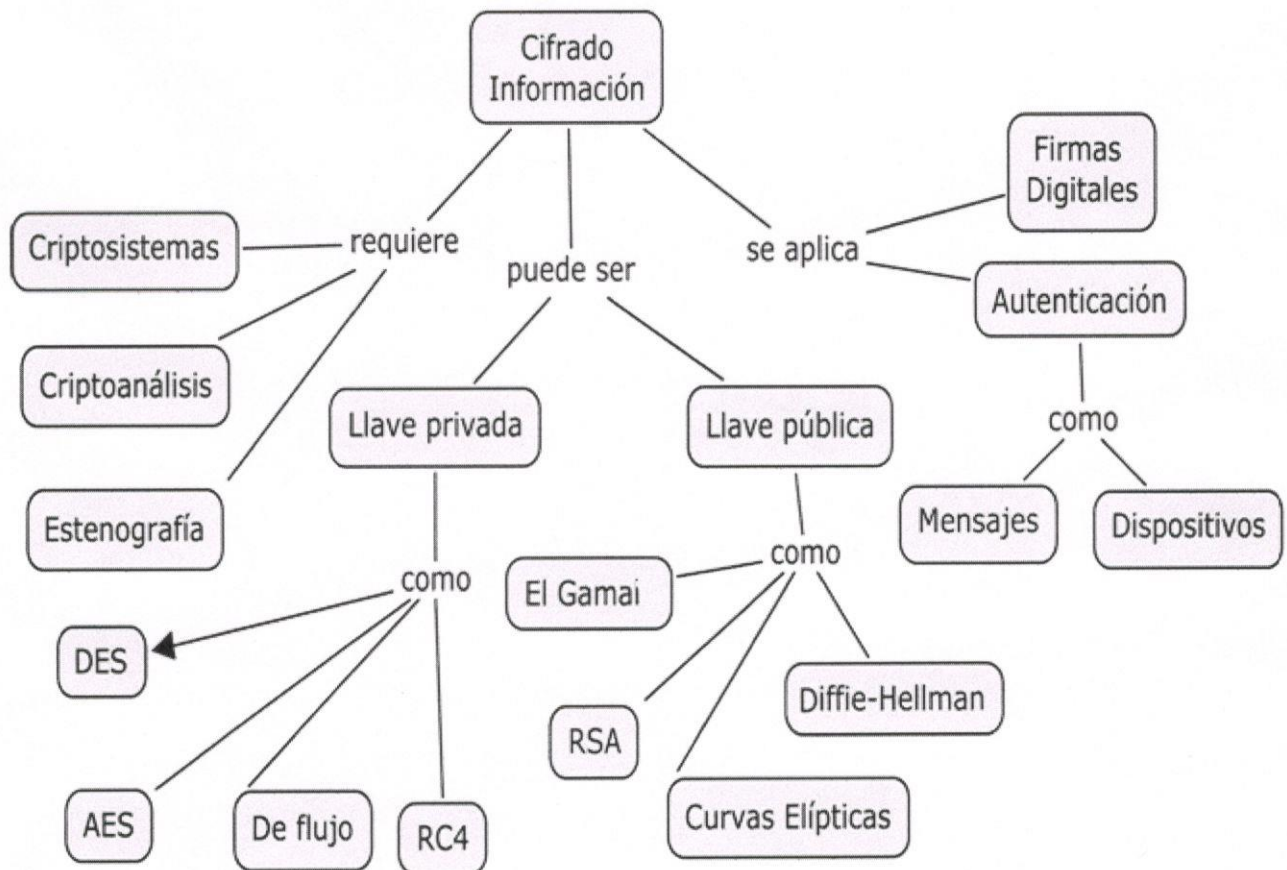 Cifrado
Información
Firmas
Digitales
Criptosistemas
requiere
se aplica
puede ser
Autenticación
Criptoanálisis
Llave privada
Llave pública
como
Estenografía
Mensajes
Dispositivos
como
como
El Gamai
DES
Diffie-Hellman
RSA
AES
De flujo
RC4
Curvas Elípticas